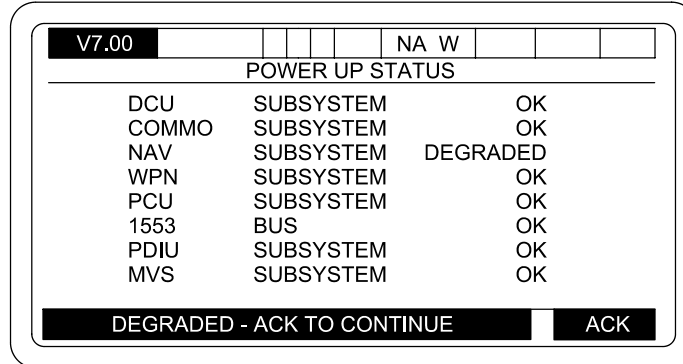 V7.00 NA W
POWER UP STATUS
DCU SUBSYSTEM OK
COMMO SUBSYSTEM OK
NAV SUBSYSTEM DEGRADED
WPN SUBSYSTEM OK
PCU SUBSYSTEM OK
1553 BUS OK
PDIU SUBSYSTEM OK
MVS SUBSYSTEM OK
DEGRADED - ACK TO CONTINUE ACK